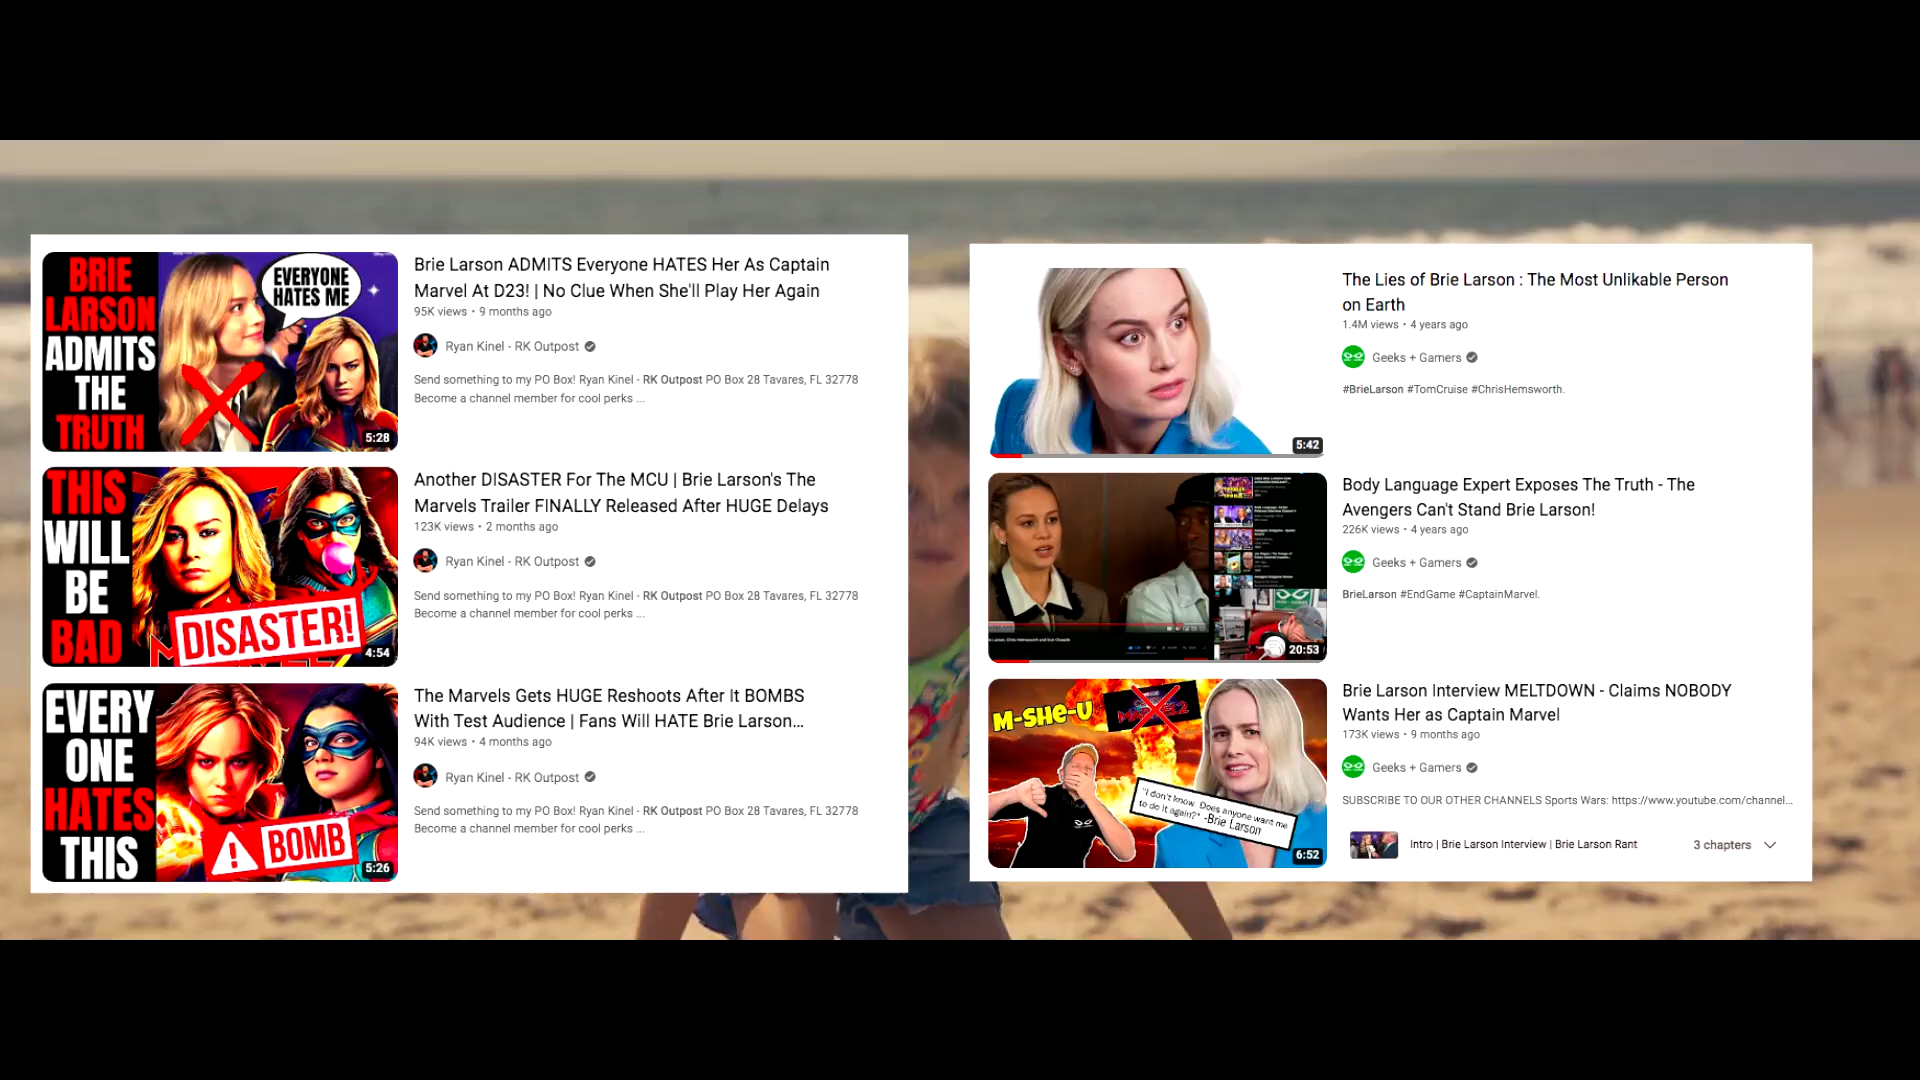 BRIE
LARSON
ADMITS
THE
TRUTH
EVERYONE
HATES ME
5:28
Brie Larson ADMITS Everyone HATES Her As Captain
Marvel At D23! | No Clue When She'll Play Her Again
95K views • 9 months ago
Ryan Kinel - RK Outpost
Send something to my PO Box! Ryan Kinel - RK Outpost PO Box 28 Tavares, FL 32778
Become a channel member for cool perks ...
THIS
WILL
BE
BAD
DISASTER!
4:54
Another DISASTER For The MCU | Brie Larson's The
Marvels Trailer FINALLY Released After HUGE Delays
123K views • 2 months ago
Ryan Kinel - RK Outpost
Send something to my PO Box! Ryan Kinel - RK Outpost PO Box 28 Tavares, FL 32778
Become a channel member for cool perks ...
EVERY
ONE
HATES
THIS
BOMB
5:26
The Marvels Gets HUGE Reshoots After It BOMBS
With Test Audience | Fans Will HATE Brie Larson...
94K views • 4 months ago
Ryan Kinel - RK Outpost
Send something to my PO Box! Ryan Kinel - RK Outpost PO Box 28 Tavares, FL 32778
Become a channel member for cool perks ...
5:42
The Lies of Brie Larson : The Most Unlikable Person
on Earth
1.4M views • 4 years ago
Geeks + Gamers
#BrieLarson #TomCruise #ChrisHemsworth.
20:53
Body Language Expert Exposes The Truth - The
Avengers Can't Stand Brie Larson!
226K views • 4 years ago
Geeks + Gamers
BrieLarson #EndGame #CaptainMarvel.
M-SHe-U
"I don't know. Does anyone want me
to do it again?" -Brie Larson
6:52
Brie Larson Interview MELTDOWN - Claims NOBODY
Wants Her as Captain Marvel
173K views • 9 months ago
Geeks + Gamers
SUBSCRIBE TO OUR OTHER CHANNELS Sports Wars: https://www.youtube.com/channel...
Intro | Brie Larson Interview | Brie Larson Rant
3 chapters